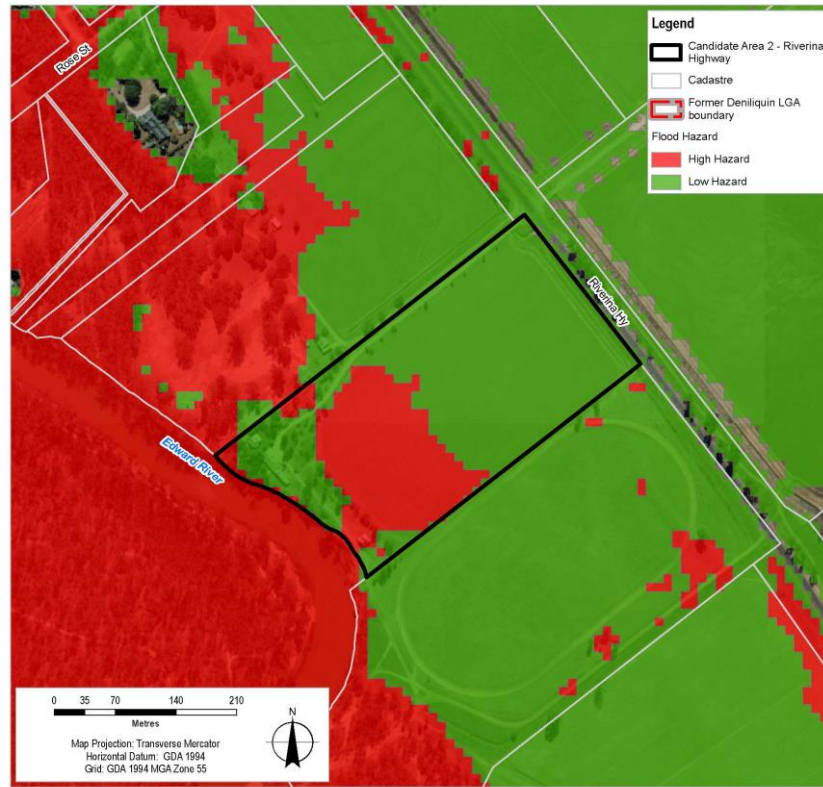 Rose St
Legend
Candidate Area 2 - Riverina
Highway
Cadastre
Former Deniliquin LGA
boundary
Flood Hazard
High Hazard
Low Hazard
Riverina Hy
Edward River
0 35 70 140 210
Metres
N
Map Projection: Transverse Mercator
Horizontal Datum: GDA 1994
Grid: GDA 1994 MGA Zone 55